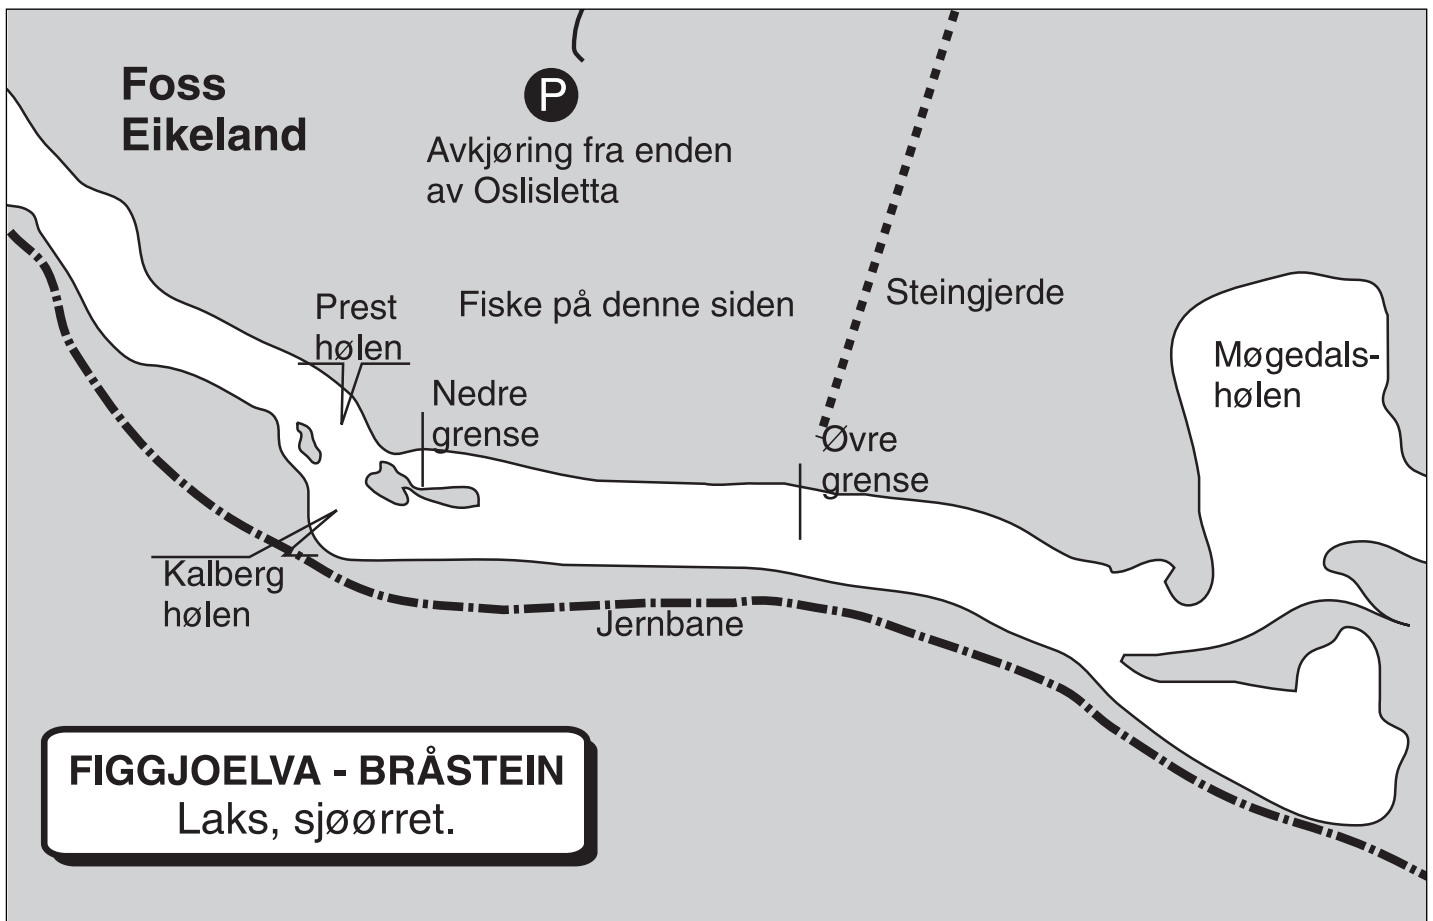 Foss
Eikeland
P
Avkjøring fra enden
av Oslisletta
Prest
hølen
Fiske på denne siden
Steingjerde
Møgedals-
hølen
Nedre
grense
Øvre
grense
Kalberg
hølen
Jernbane
FIGGJOELVA - BRÅSTEIN
Laks, sjøørret.